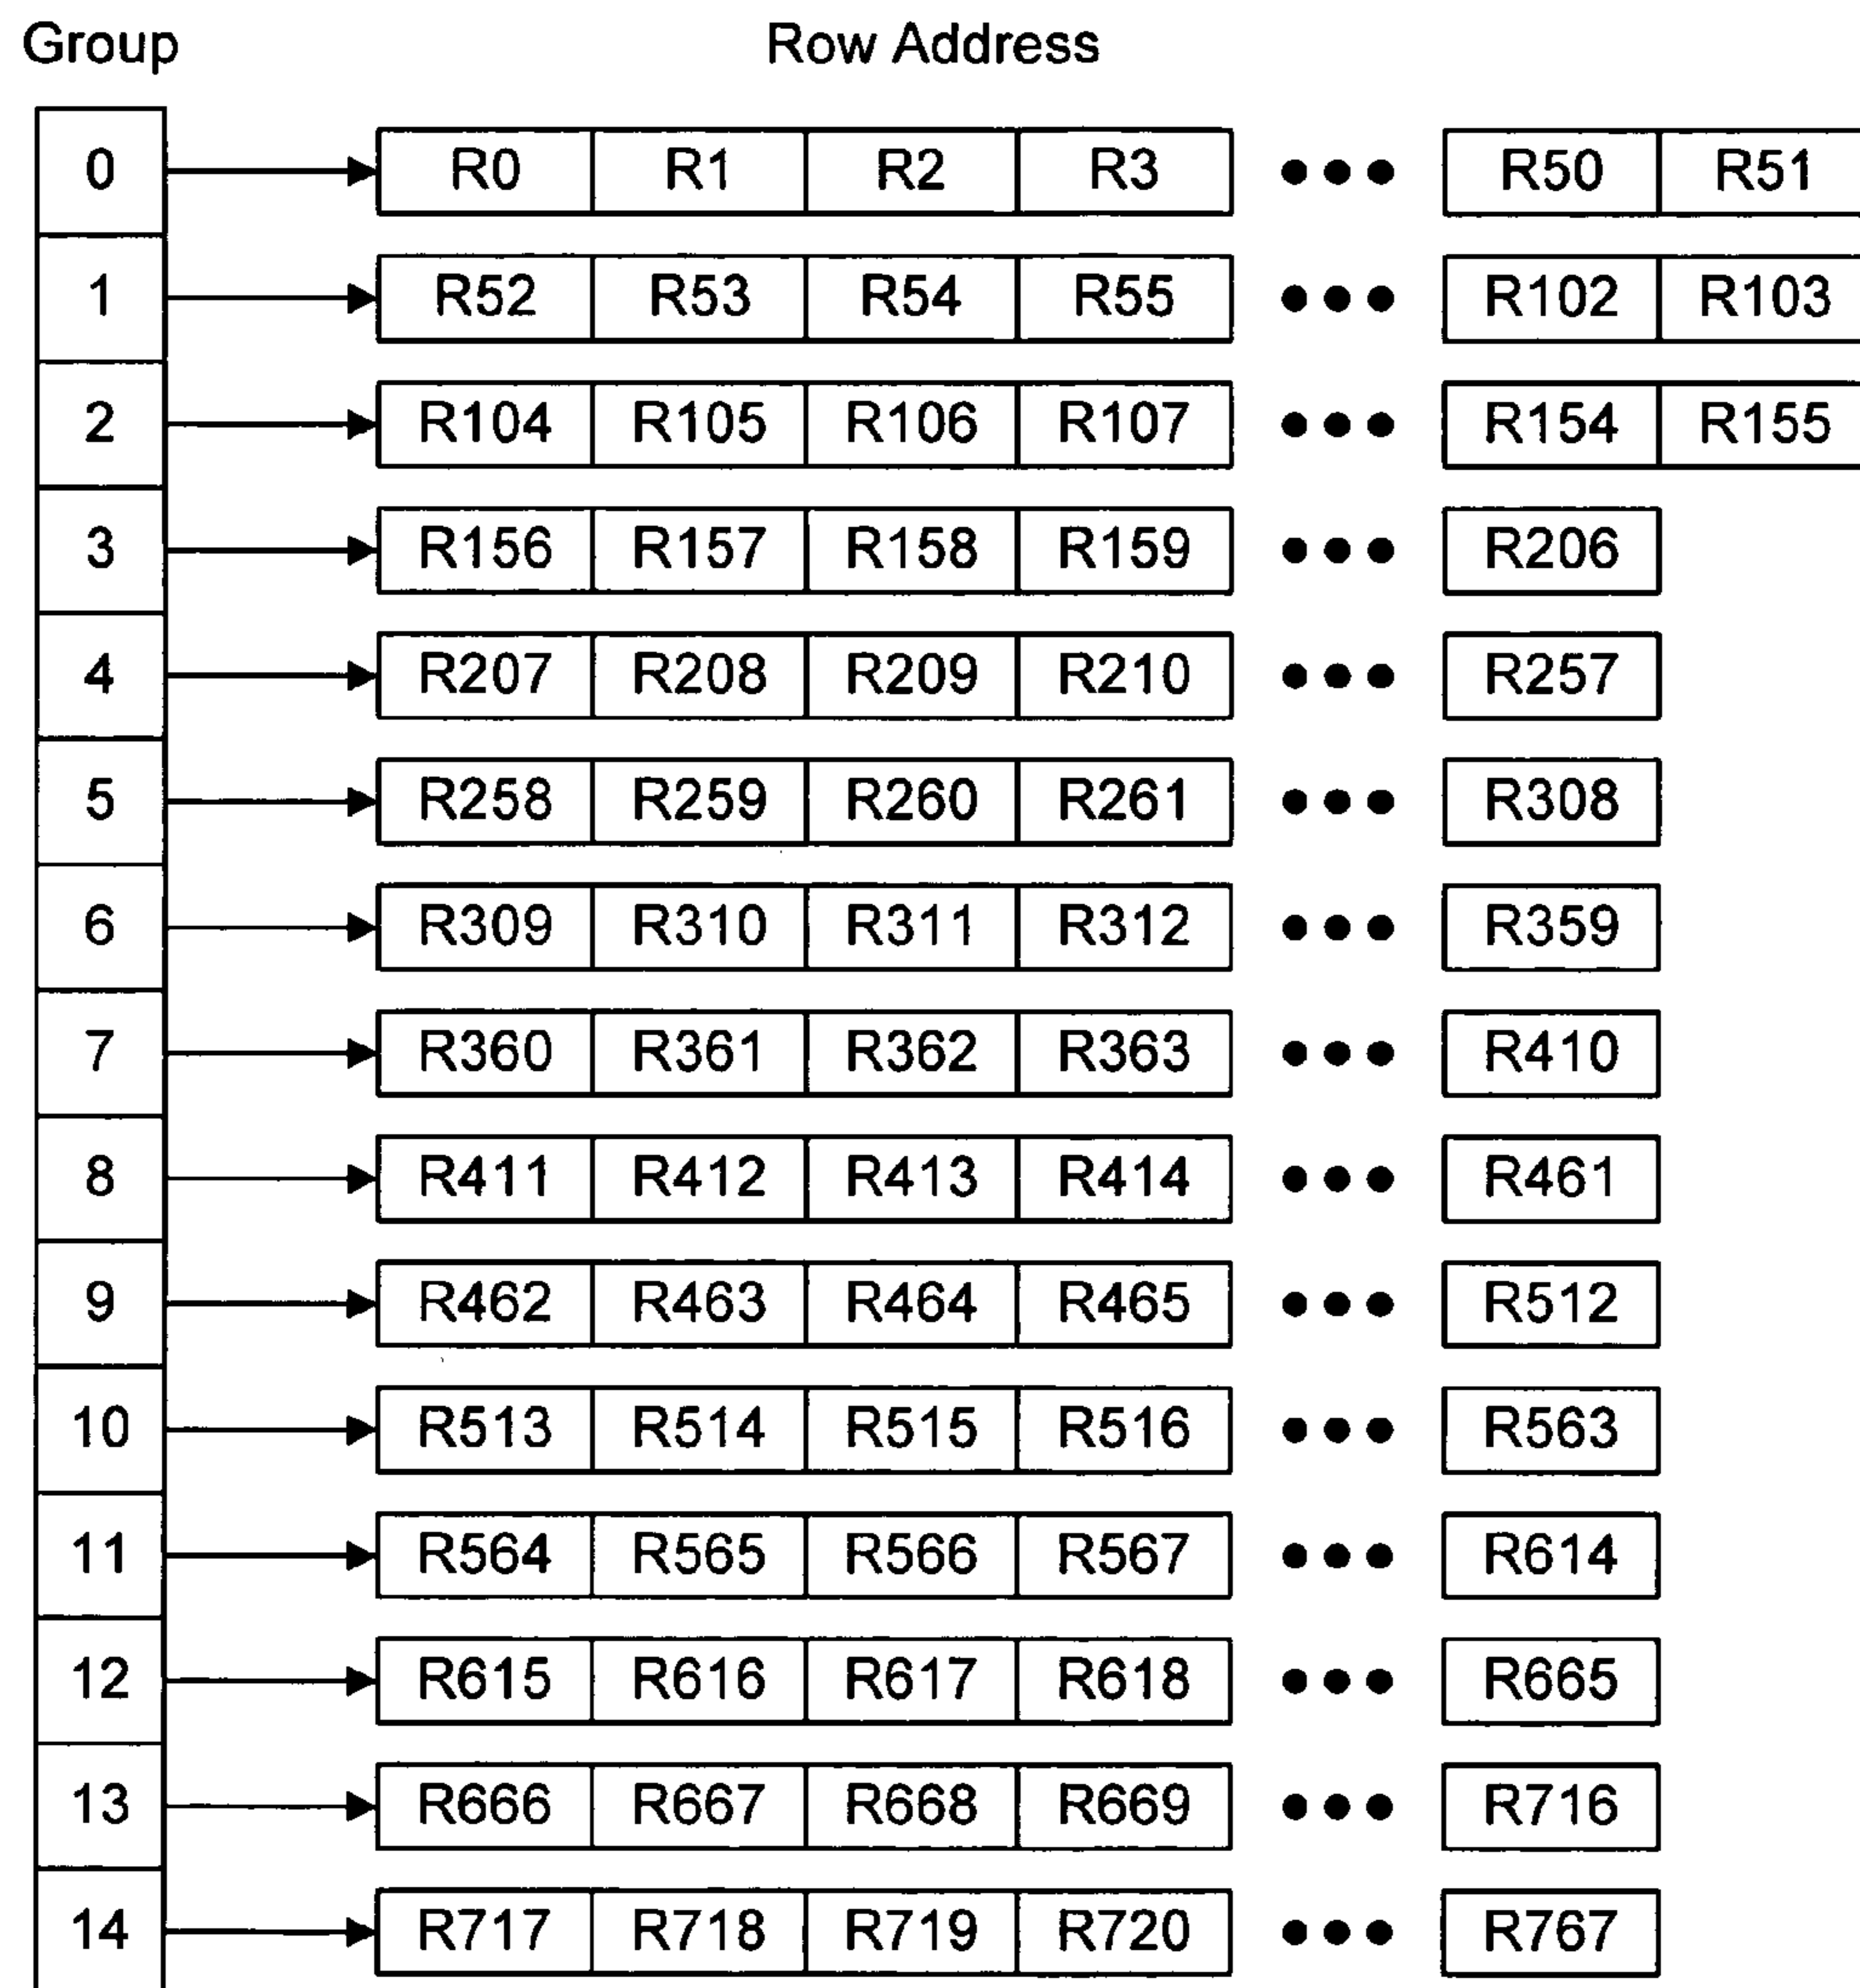 Group Row Address
0 R0 R1 R2 R3 ●●● R50 R51
1 R52 R53 R54 R55 ●●● R102 R103
2 R104 R105 R106 R107 ●●● R154 R155
3 R156 R157 R158 R159 ●●● R206
4 R207 R208 R209 R210 ●●● R257
5 R258 R259 R260 R261 ●●● R308
6 R309 R310 R311 R312 ●●● R359
7 R360 R361 R362 R363 ●●● R410
8 R411 R412 R413 R414 ●●● R461
9 R462 R463 R464 R465 ●●● R512
10 R513 R514 R515 R516 ●●● R563
11 R564 R565 R566 R567 ●●● R614
12 R615 R616 R617 R618 ●●● R665
13 R666 R667 R668 R669 ●●● R716
14 R717 R718 R719 R720 ●●● R767